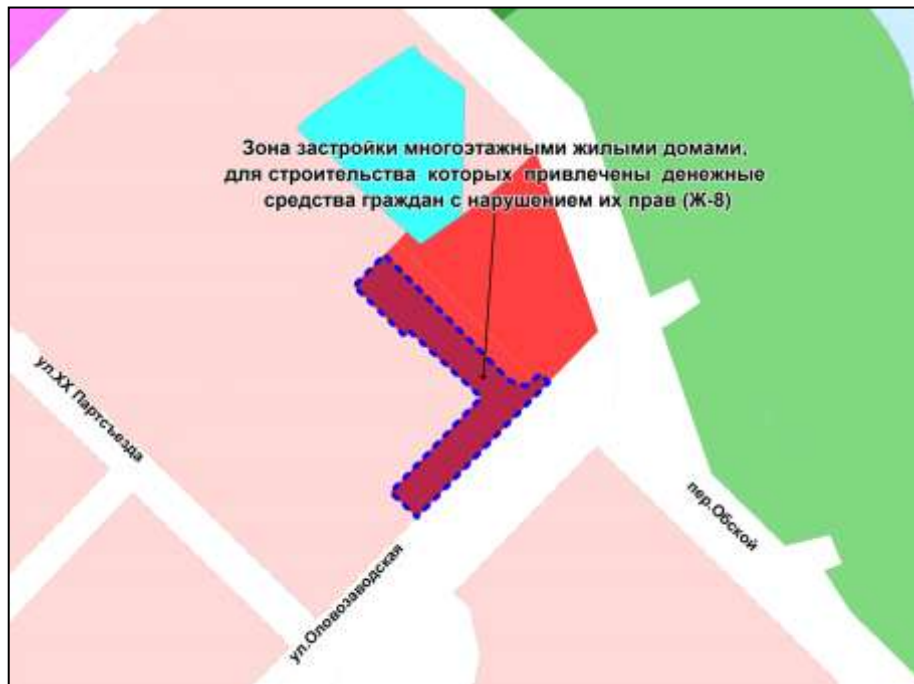 Зона застройки многоэтажными жилыми домами,
для строительства которых привлечены денежные
средства граждан с нарушением их прав (Ж-8)
ул.XX Партсъезда
пер.Обской
ул.Оловозаводская